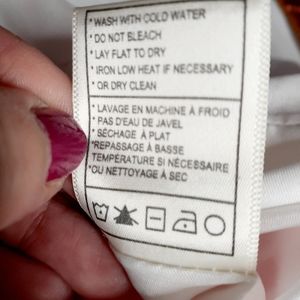 * WASH WITH COLD WATER
* DO NOT BLEACH
* LAY FLAT TO DRY
* IRON LOW HEAT IF NECESSARY
* OR DRY CLEAN
* LAVAGE EN MACHINE À FROID
* PAS D'EAU DE JAVEL
SÉCHAGE À PLAT
*REPASSAGE À BASSE
TEMPÉRATURE SI NÉCESSAIRE
*OU NETTOYAGE À SEC